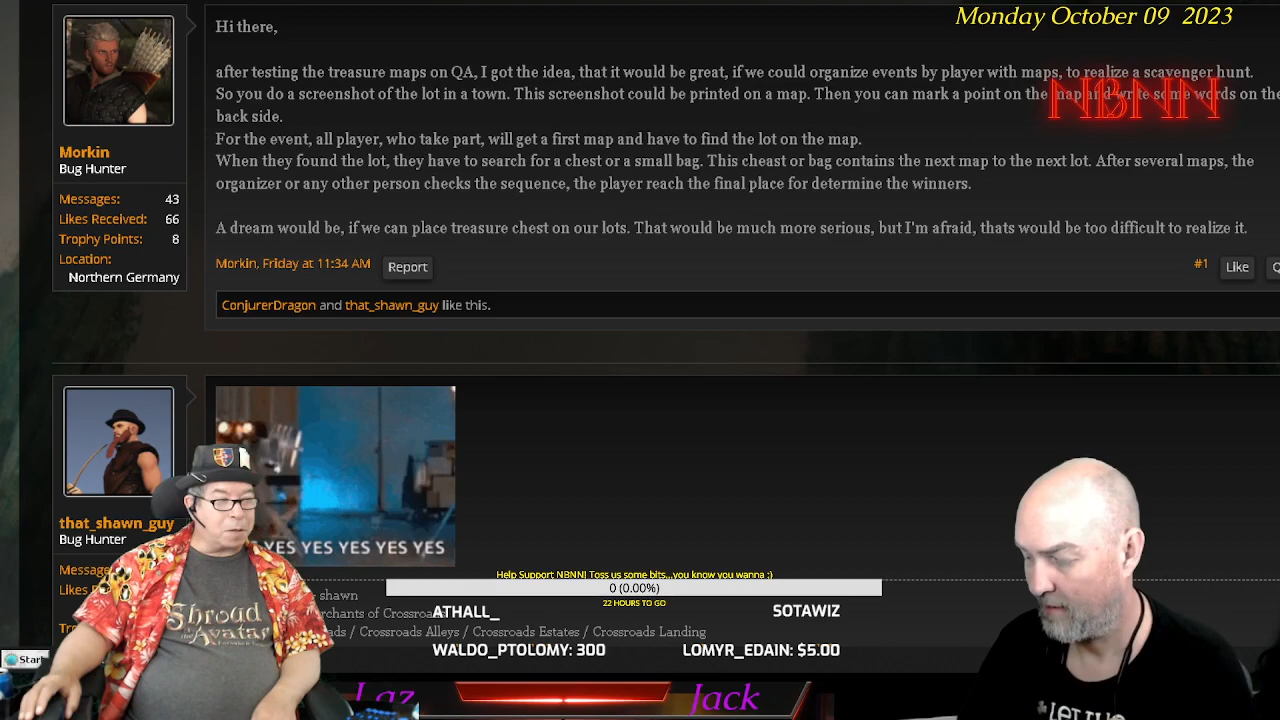 Monday October 09 2023
NBNN
Hi there,
after testing the treasure maps on QA, I got the idea, that it would be great, if we could organize events by player with maps, to realize a scavenger hunt.
So you do a screenshot of the lot in a town. This screenshot could be printed on a map. Then you can mark a point on the map and write some words on the
back side.
For the event, all player, who take part, will get a first map and have to find the lot on the map.
When they found the lot, they have to search for a chest or a small bag. This cheast or bag contains the next map to the next lot. After several maps, the
organizer or any other person checks the sequence, the player reach the final place for determine the winners.
A dream would be, if we can place treasure chest on our lots. That would be much more serious, but I'm afraid, thats would be too difficult to realize it.
Morkin
Bug Hunter
Messages: 43
Likes Received: 66
Trophy Points: 8
Location:
Northern Germany
Morkin, Friday at 11:34 AM Report #1 Like
ConjurerDragon and that_shawn_guy like this.
that_shawn_guy
Bug Hunter
YES YES YES YES YES
Help Support NBNN! Toss us some bits...you know you wanna :)
0 (0.00%)
22 HOURS TO GO
shawn
ATHALL_ SOTAWIZ
/ Crossroads Alleys / Crossroads Estates / Crossroads Landing
WALDO_PTOLOMY: 300 LOMYR_EDAIN: $5.00
Shroud
of the Avatar
Start
Laz Jack
LET THE